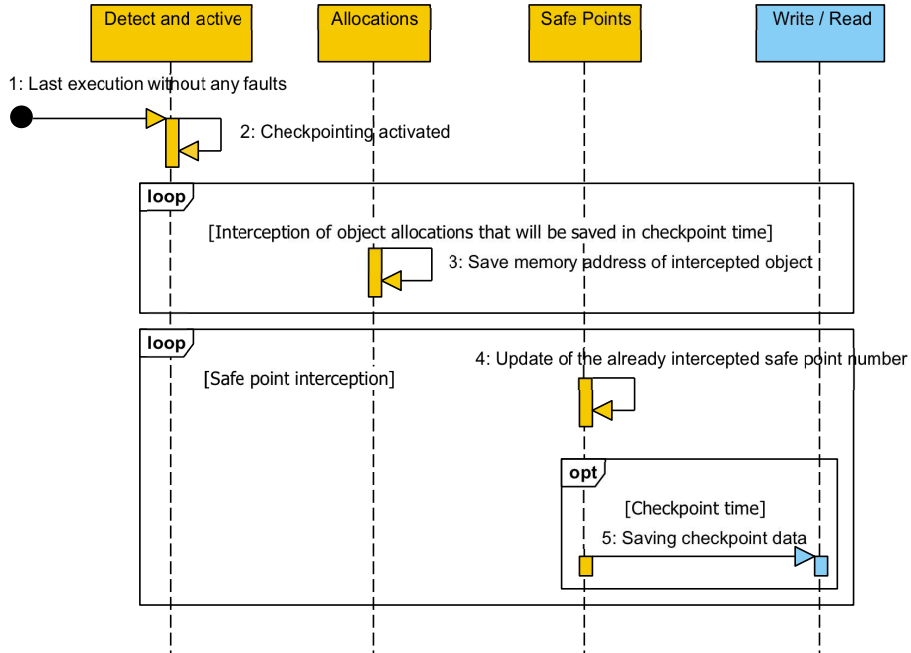 Detect and active
Allocations
Safe Points
Write / Read
1: Last execution without any faults
2: Checkpointing activated
loop
[Interception of object allocations that will be saved in checkpoint time]
3: Save memory address of intercepted object
loop
4: Update of the already intercepted safe point number
[Safe point interception]
opt
[Checkpoint time]
5: Saving checkpoint data